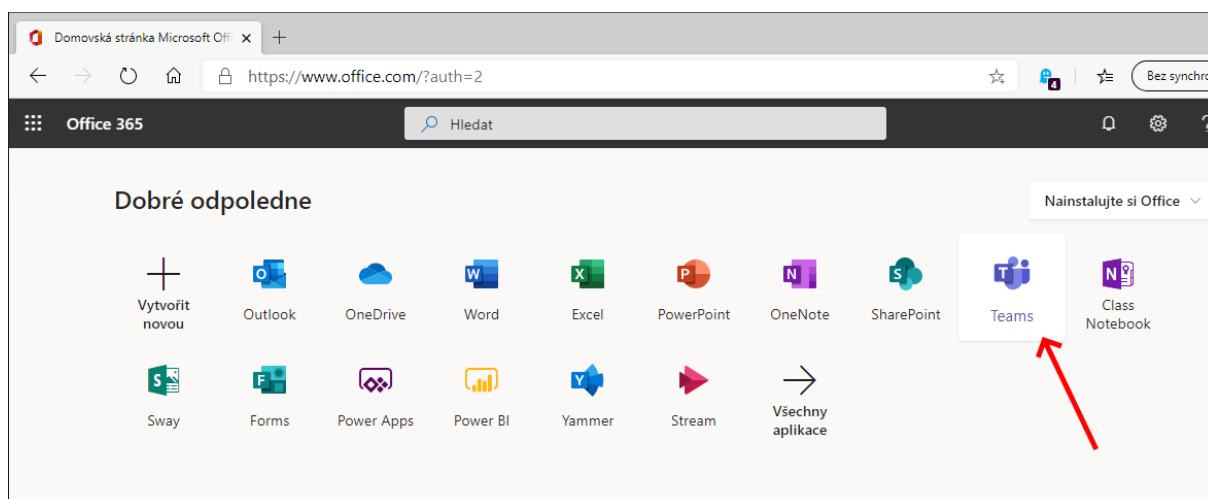 Domovská stránka Microsoft Off
https://www.office.com/?auth=2
4
Bez synchro
Office 365
Hledat
?
Dobré odpoledne
Nainstalujte si Office
Vytvořit
novou
Outlook
OneDrive
Word
Excel
PowerPoint
OneNote
SharePoint
Teams
Class
Notebook
Sway
Forms
Power Apps
Power BI
Yammer
Stream
Všechny
aplikace